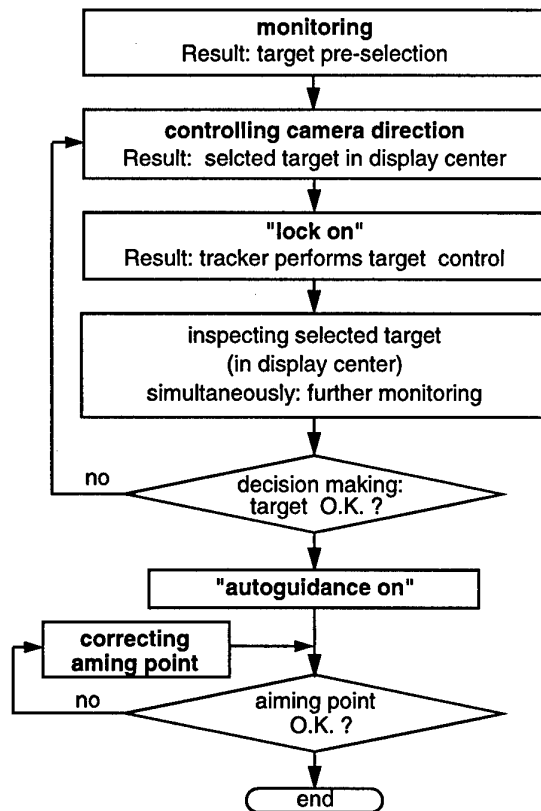 monitoring
Result: target pre-selection
controlling camera direction
Result: selcted target in display center
"lock on"
Result: tracker performs target control
inspecting selected target
(in display center)
simultaneously: further monitoring
no
decision making:
target O.K. ?
"autoguidance on"
correcting
aming point
no
aiming point
O.K. ?
end